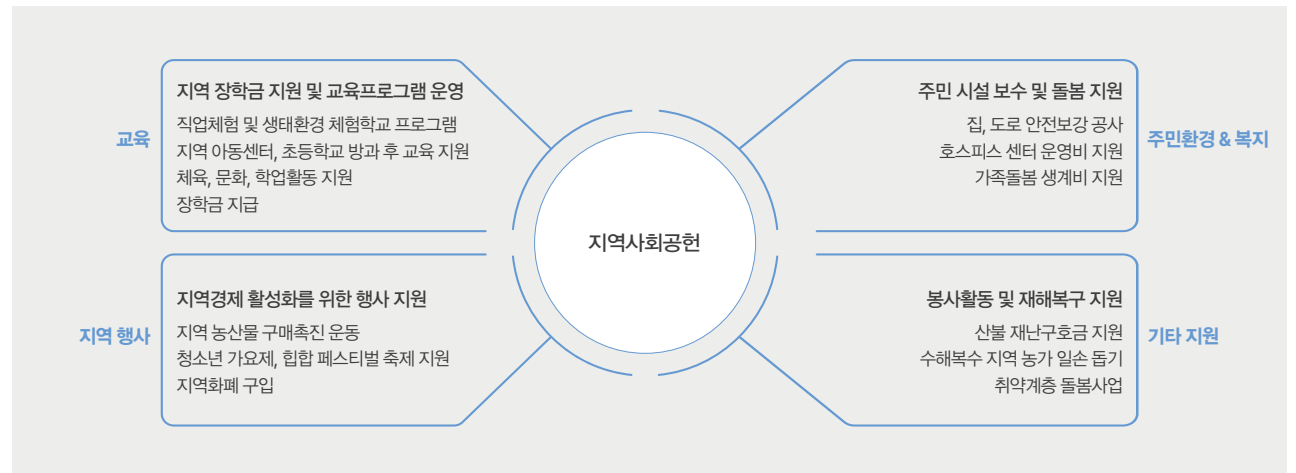 교육
지역 장학금 지원 및 교육프로그램 운영
직업체험 및 생태환경 체험학교 프로그램
지역 아동센터, 초등학교 방과 후 교육 지원
체육, 문화, 학업활동 지원
장학금 지급
주민환경 & 복지
주민 시설 보수 및 돌봄 지원
집, 도로 안전보강 공사
호스피스 센터 운영비 지원
가족돌봄 생계비 지원
지역사회공헌
지역 행사
지역경제 활성화를 위한 행사 지원
지역 농산물 구매촉진 운동
청소년 가요제, 힙합 페스티벌 축제 지원
지역화폐 구입
기타 지원
봉사활동 및 재해복구 지원
산불 재난구호금 지원
수해복수 지역 농가 일손 돕기
취약계층 돌봄사업